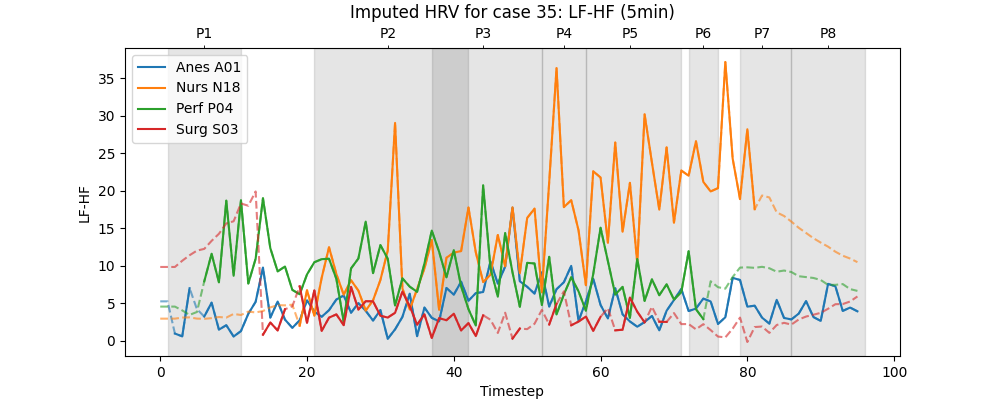 Imputed HRV for case 35: LF-HF (5min)
P1 P2 P3 P4 P5 P6 P7 P8
Anes A01
Nurs N18
Perf P04
Surg S03
LF-HF
35
30
25
20
15
10
5
0
0 20 40 60 80 100
Timestep